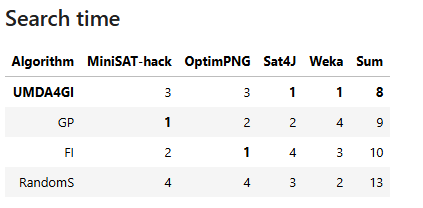 Search time
Algorithm MiniSAT-hack OptimPNG Sat4J Weka Sum
UMDA4GI 3 3 1 1 8
GP 1 2 2 4 9
FI 2 1 4 3 10
RandomS 4 4 3 2 13